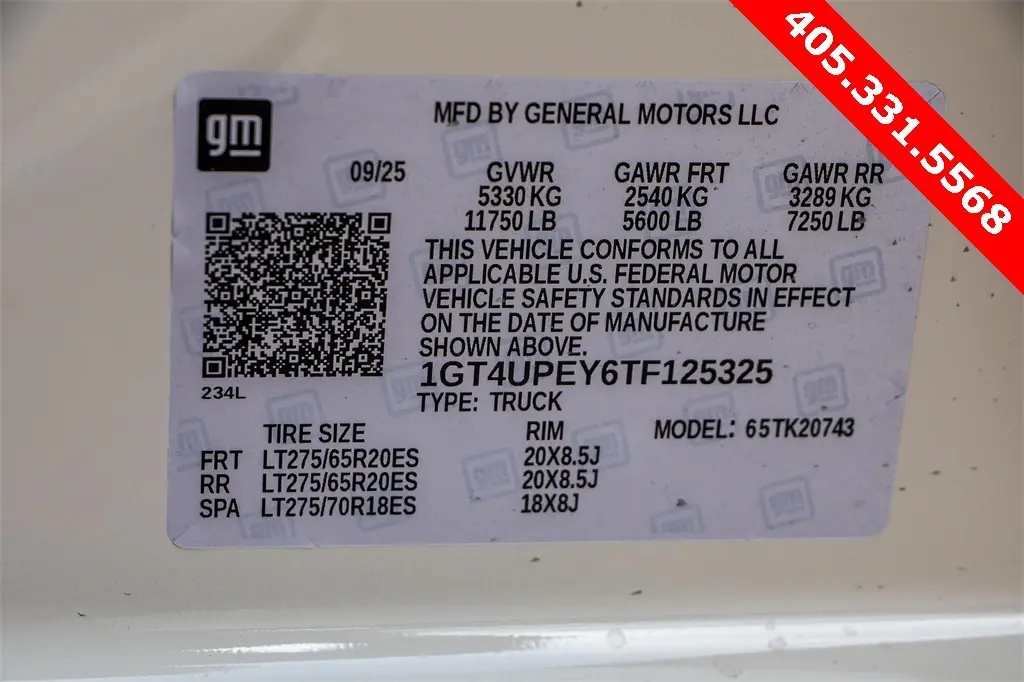 405.331.5568
gm
MFD BY GENERAL MOTORS LLC
09/25 GVWR GAWR FRT GAWR RR
5330 KG 2540 KG 3289 KG
11750 LB 5600 LB 7250 LB
THIS VEHICLE CONFORMS TO ALL
APPLICABLE U.S. FEDERAL MOTOR
VEHICLE SAFETY STANDARDS IN EFFECT
ON THE DATE OF MANUFACTURE
SHOWN ABOVE.
1GT4UPEY6TF125325
234L
TYPE: TRUCK
TIRE SIZE RIM MODEL: 65TK20743
FRT LT275/65R20ES 20X8.5J
RR LT275/65R20ES 20X8.5J
SPA LT275/70R18ES 18X8J